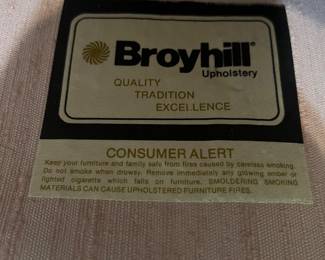 Broyhill®
Upholstery
QUALITY
TRADITION
EXCELLENCE
CONSUMER ALERT
Keep your furniture and family safe from fires caused by careless smoking.
Do not smoke when drowsy. Remove immediately any glowing ember or
lighted cigarette which falls on furniture. SMOLDERING SMOKING
MATERIALS CAN CAUSE UPHOLSTERED FURNITURE FIRES.